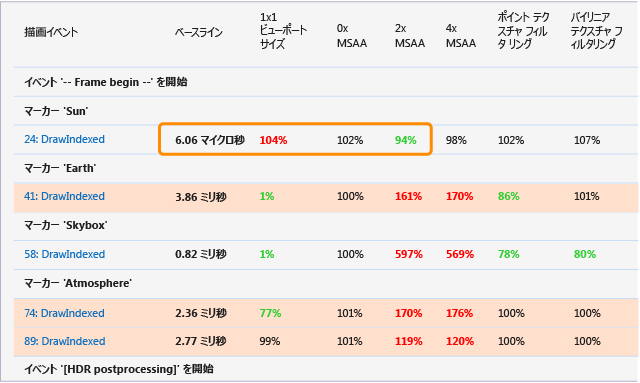 描画イベント ベースライン 1x1 ビューポート サイズ 0x MSAA 2x MSAA 4x MSAA ポイント テクスチャ フィルタ リング バイリニア テクスチャ フィルタリング
イベント '-- Frame begin --' を開始
マーカー 'Sun'
24: DrawIndexed 6.06 マイクロ秒 104% 102% 94% 98% 102% 107%
マーカー 'Earth'
41: DrawIndexed 3.86 ミリ秒 1% 100% 161% 170% 86% 101%
マーカー 'Skybox'
58: DrawIndexed 0.82 ミリ秒 1% 100% 597% 569% 78% 80%
マーカー 'Atmosphere'
74: DrawIndexed 2.36 ミリ秒 77% 101% 170% 176% 100% 100%
89: DrawIndexed 2.77 ミリ秒 99% 101% 119% 120% 100% 100%
イベント '[HDR postprocessing]' を開始